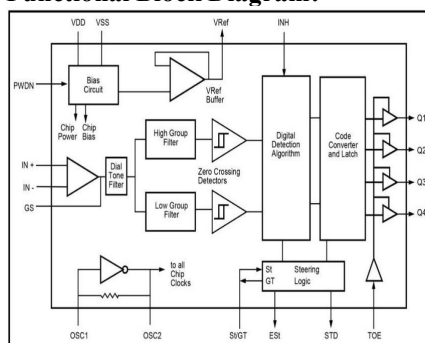 Functional Block Diagram:
VDD
VSS
VRef
INH
PWDN
Bias
Circuit
VRef
Buffer
Chip
Power
Chip
Bias
High Group
Filter
Digital
Detection
Algorithm
Code
Converter
and Latch
Q1
Q2
Q3
Q4
IN +
IN -
GS
Dial
Tone
Filter
Zero Crossing
Detectors
Low Group
Filter
to all
Chip
Clocks
St
GT
Steering
Logic
OSC1
OSC2
St/GT
ESt
STD
TOE